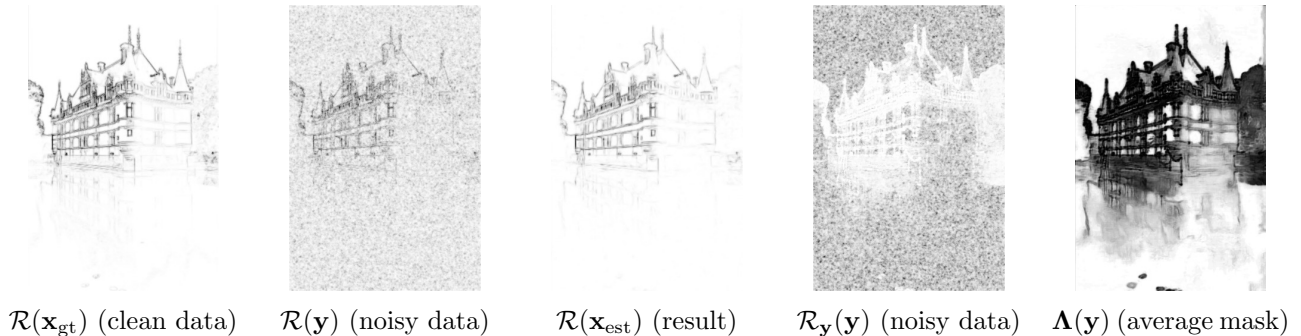 R(x_gt) (clean data)
R(y) (noisy data)
R(x_est) (result)
R_y(y) (noisy data)
Λ(y) (average mask)